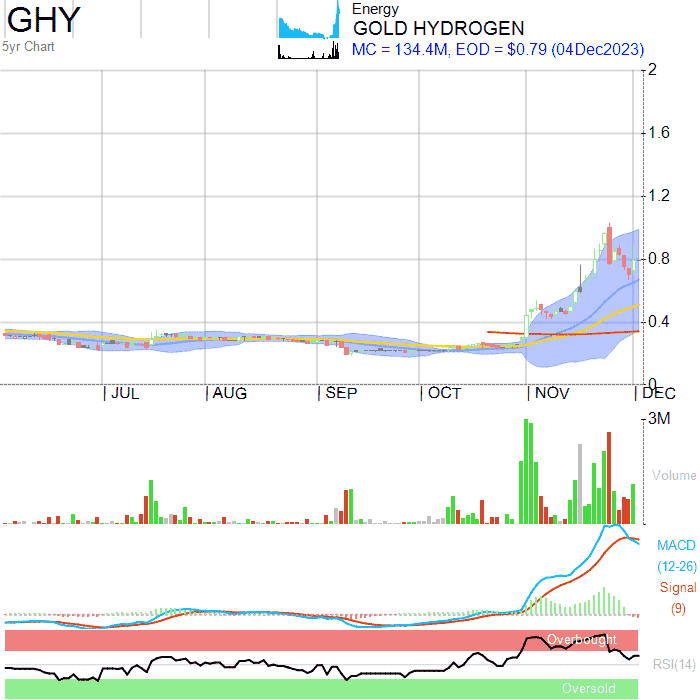 GHY
5yr Chart
Energy
GOLD HYDROGEN
MC = 134.4M, EOD = $0.79 (04Dec2023)
2
1.6
1.2
0.8
0.4
0
JUL AUG SEP OCT NOV DEC
3M
Volume
MACD
(12-26)
Signal
(9)
Overbought
RSI(14)
Oversold